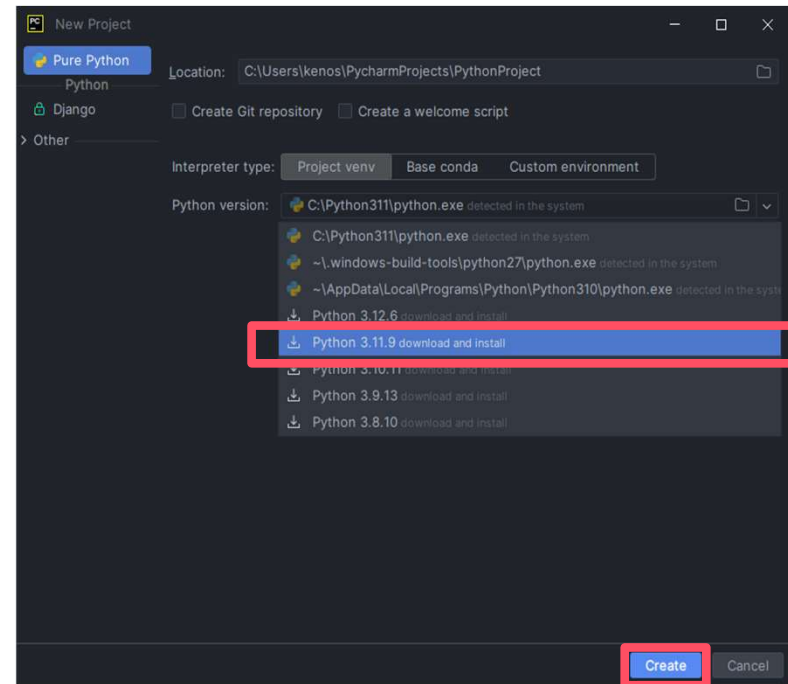 PC
New Project
Pure Python
Python
Django
Other
Location: C:\Users\kenos\PycharmProjects\PythonProject
Create Git repository Create a welcome script
Interpreter type: Project venv Base conda Custom environment
Python version: C:\Python311\python.exe detected in the system
C:\Python311\python.exe detected in the system
~\.windows-build-tools\python27\python.exe detected in the system
~\AppData\Local\Programs\Python\Python310\python.exe detected in the syste
Python 3.12.6 download and install
Python 3.11.9 download and install
Python 3.10.11 download and install
Python 3.9.13 download and install
Python 3.8.10 download and install
Create Cancel